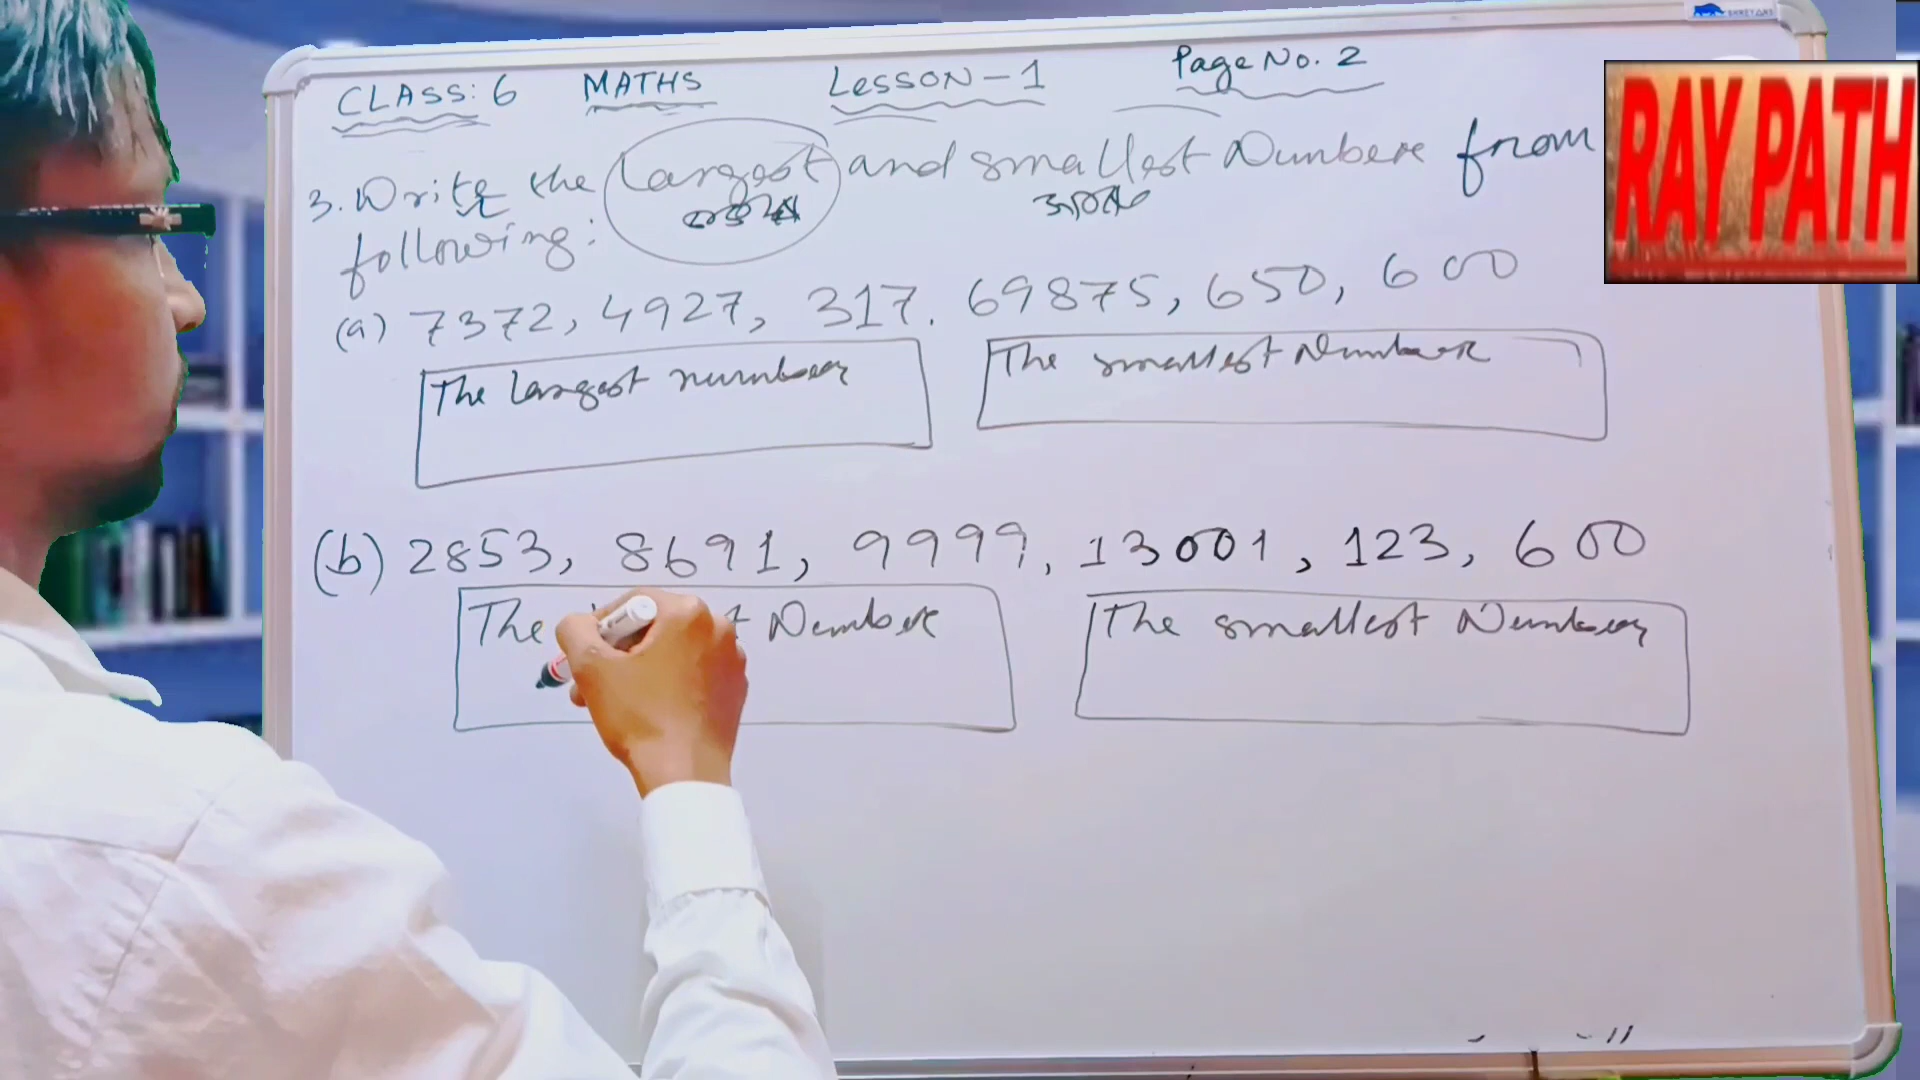 CLASS: 6 MATHS LESSON-1 Page No. 2
3. Write the largest and smallest Number from
following:
(a) 7372, 4927, 317. 69875, 650, 600
The largest number
The smallest Number
(b) 2853, 8691, 9999, 13001, 123, 600
The Number
The smallest Number
RAY PATH